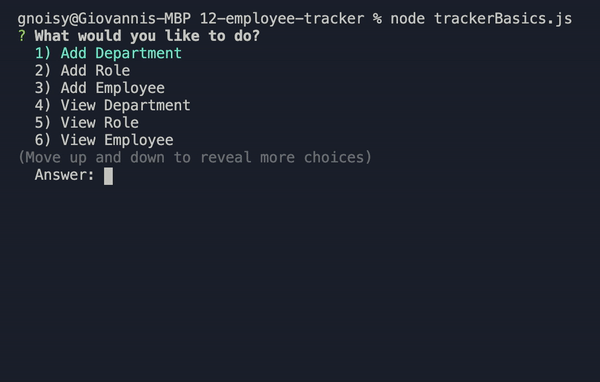 gnoisy@Giovannis-MBP 12-employee-tracker % node trackerBasics.js
? What would you like to do?
1) Add Department
2) Add Role
3) Add Employee
4) View Department
5) View Role
6) View Employee
(Move up and down to reveal more choices)
Answer: